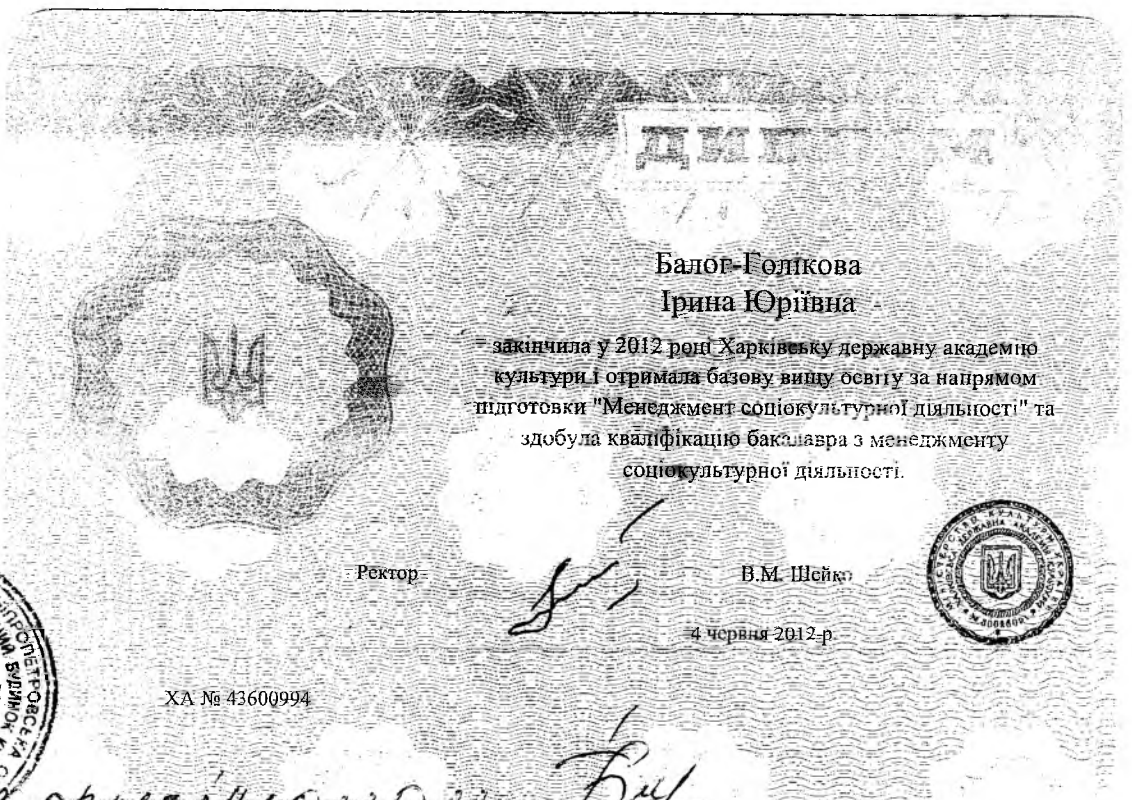 ДИПЛОМ
Балог-Голікова
Ірина Юріївна
закінчила у 2012 році Харківську державну академію
культури і отримала базову вищу освіту за напрямом
підготовки "Менеджмент соціокультурної діяльності" та
здобула кваліфікацію бакалавра з менеджменту
соціокультурної діяльності.
Ректор
В.М. Шейко
4 червня 2012 р
ХА № 43600994